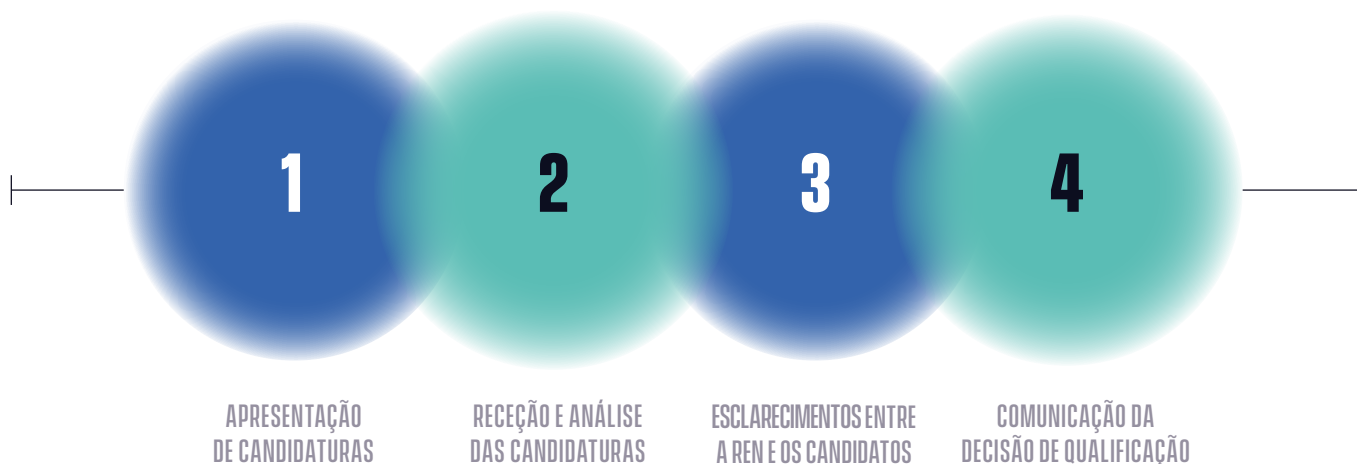 1
2
3
4
APRESENTAÇÃO
DE CANDIDATURAS
RECEÇÃO E ANÁLISE
DAS CANDIDATURAS
ESCLARECIMENTOS ENTRE
A REN E OS CANDIDATOS
COMUNICAÇÃO DA
DECISÃO DE QUALIFICAÇÃO